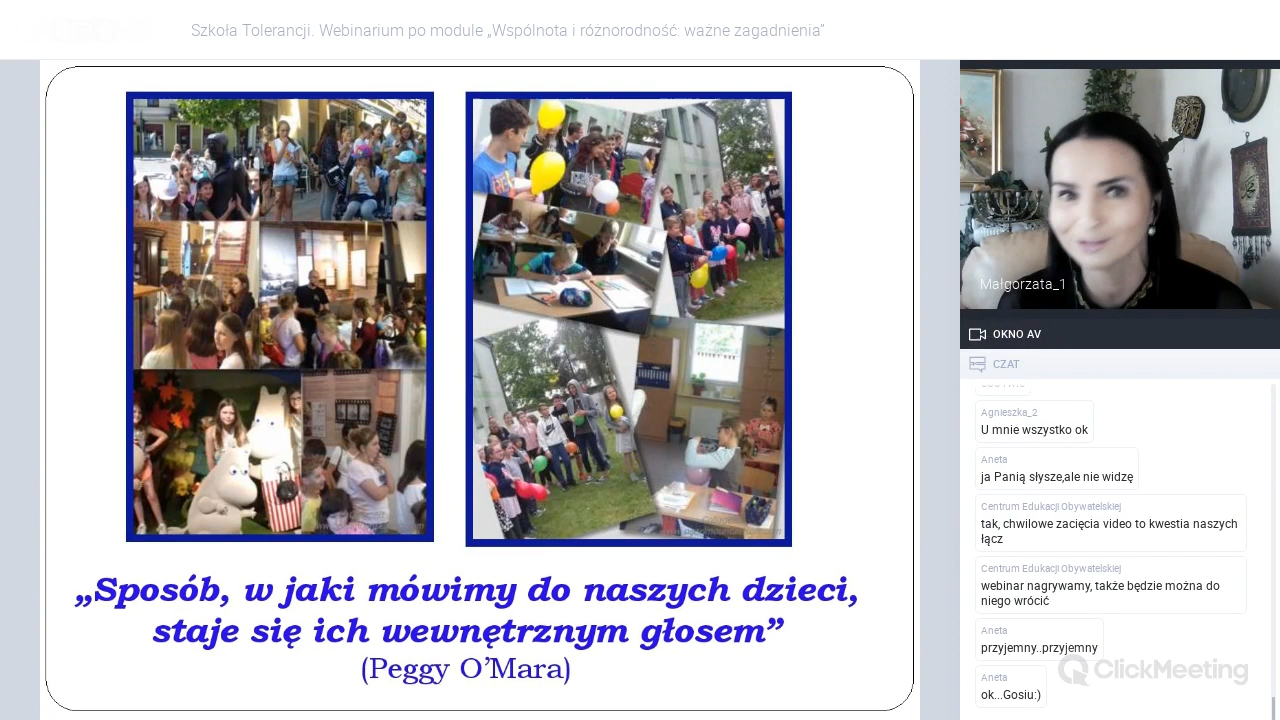 Szkoła Tolerancji. Webinarium po module „Wspólnota i różnorodność: ważne zagadnienia”
„Sposób, w jaki mówimy do naszych dzieci,
staje się ich wewnętrznym głosem”
(Peggy O’Mara)
Małgorzata_1
OKNO AV
CZAT
Agnieszka_2
U mnie wszystko ok
Aneta
ja Panią słysze,ale nie widzę
Centrum Edukacji Obywatelskiej
tak, chwilowe zacięcia video to kwestia naszych
łącz
Centrum Edukacji Obywatelskiej
webinar nagrywamy, także będzie można do
niego wrócić
Aneta
przyjemny..przyjemny
ClickMeeting
Aneta
ok...Gosiu:)